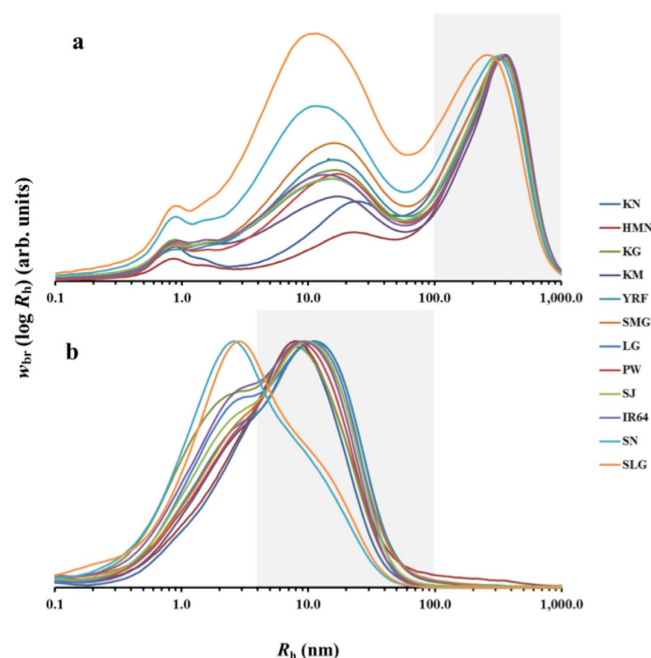 a
0.1 1.0 10.0 100.0 1,000.0
b
0.1 1.0 10.0 100.0 1,000.0
w_br (log R_h) (arb. units)
R_h (nm)
KN
HMN
KG
KM
YRF
SMG
LG
PW
SJ
IR64
SN
SLG